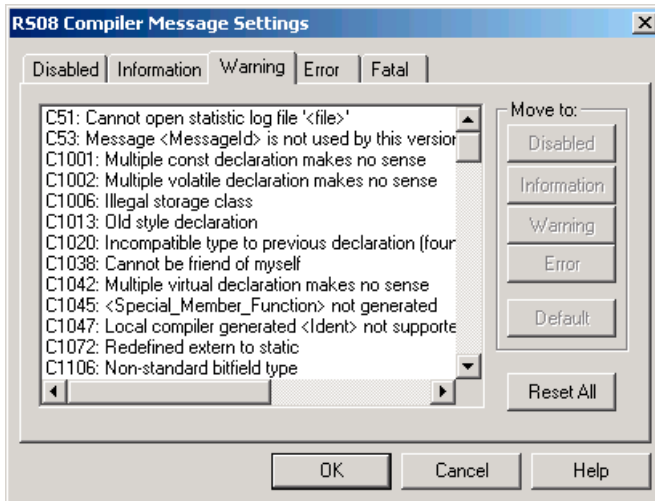 RS08 Compiler Message Settings
Disabled
Information
Warning
Error
Fatal
C51: Cannot open statistic log file '<file>'
C53: Message <MessageId> is not used by this version
C1001: Multiple const declaration makes no sense
C1002: Multiple volatile declaration makes no sense
C1006: Illegal storage class
C1013: Old style declaration
C1020: Incompatible type to previous declaration (four
C1038: Cannot be friend of myself
C1042: Multiple virtual declaration makes no sense
C1045: <Special_Member_Function> not generated
C1047: Local compiler generated <Ident> not supporte
C1072: Redefined extern to static
C1106: Non-standard bitfield type
Move to:
Disabled
Information
Warning
Error
Default
Reset All
OK
Cancel
Help